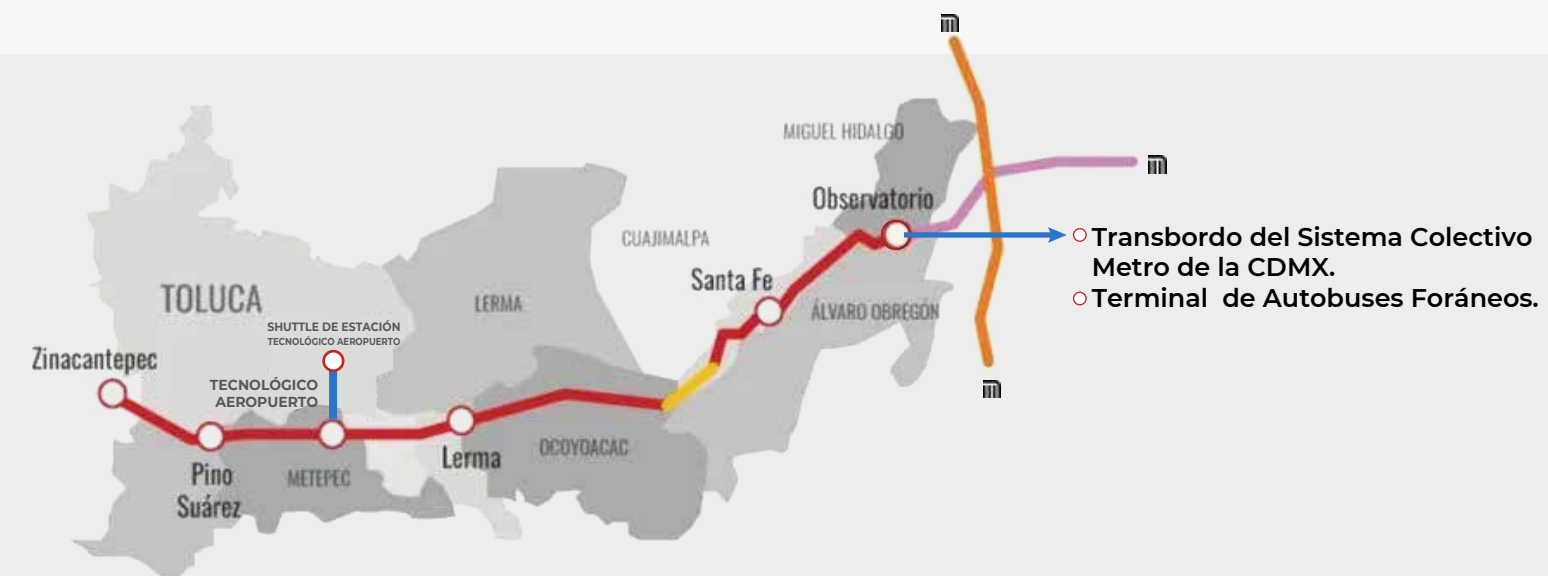 MIGUEL HIDALGO
Observatorio
CUAJIMALPA
Transbordo del Sistema Colectivo
Metro de la CDMX.
Santa Fe
TOLUCA
LERMA
Terminal de Autobuses Foráneos.
ÁLVARO OBREGÓN
SHUTTLE DE ESTACIÓN
TECNOLÓGICO AEROPUERTO
Zinacantepec
TECNOLÓGICO
AEROPUERTO
Lerma
OCOYOACAC
Pino
Suárez
METEPEC